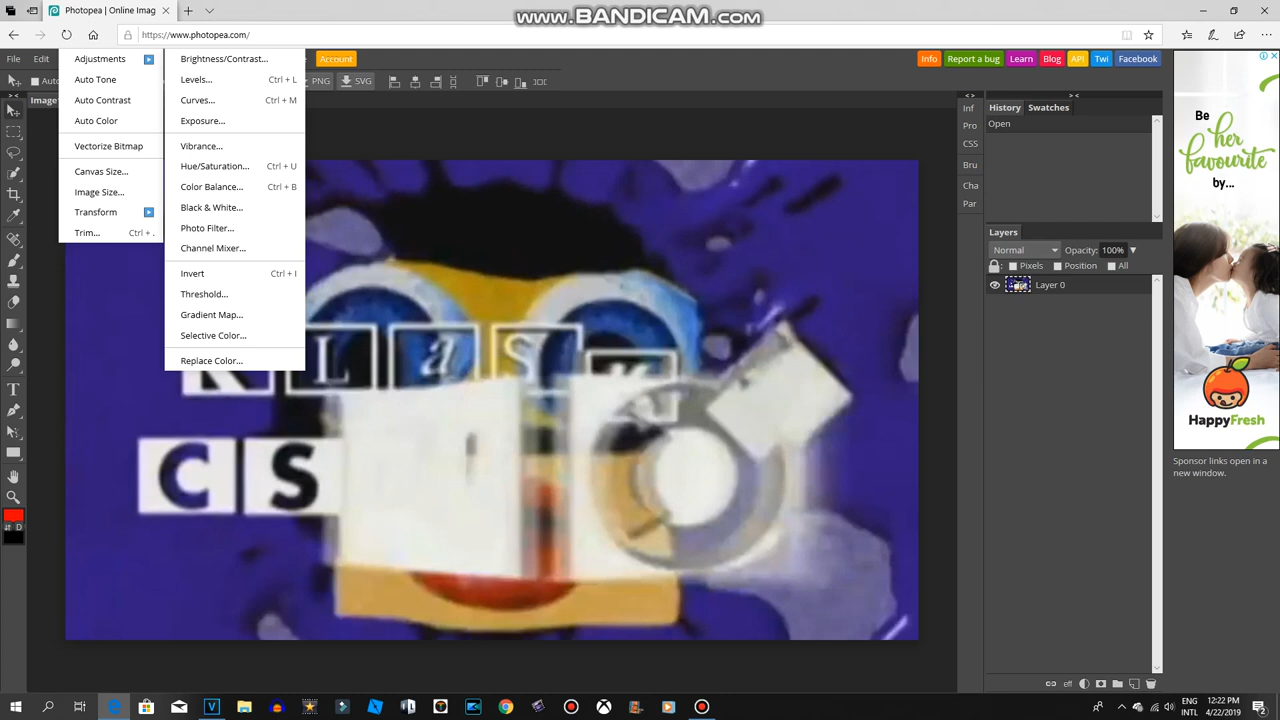 www.BANDICAM.com
Photopea | Online Imag
https://www.photopea.com/
File Edit Account Info Report a bug Learn Blog API Twi Facebook
Auto PNG SVG
Adjustments
Auto Tone
Auto Contrast
Auto Color
Vectorize Bitmap
Canvas Size...
Image Size...
Transform
Trim... Ctrl + .
Brightness/Contrast...
Levels... Ctrl + L
Curves... Ctrl + M
Exposure...
Vibrance...
Hue/Saturation... Ctrl + U
Color Balance... Ctrl + B
Black & White...
Photo Filter...
Channel Mixer...
Invert Ctrl + I
Threshold...
Gradient Map...
Selective Color...
Replace Color...
Image
K L a s K
C S
Inf
Pro
CSS
Bru
Cha
Par
History Swatches
Open
Layers
Normal Opacity: 100%
Pixels Position All
Layer 0
eff
Be
her
favourite
by...
HappyFresh
Sponsor links open in a
new window.
T
D
ENG
INTL
12:22 PM
4/22/2019
2